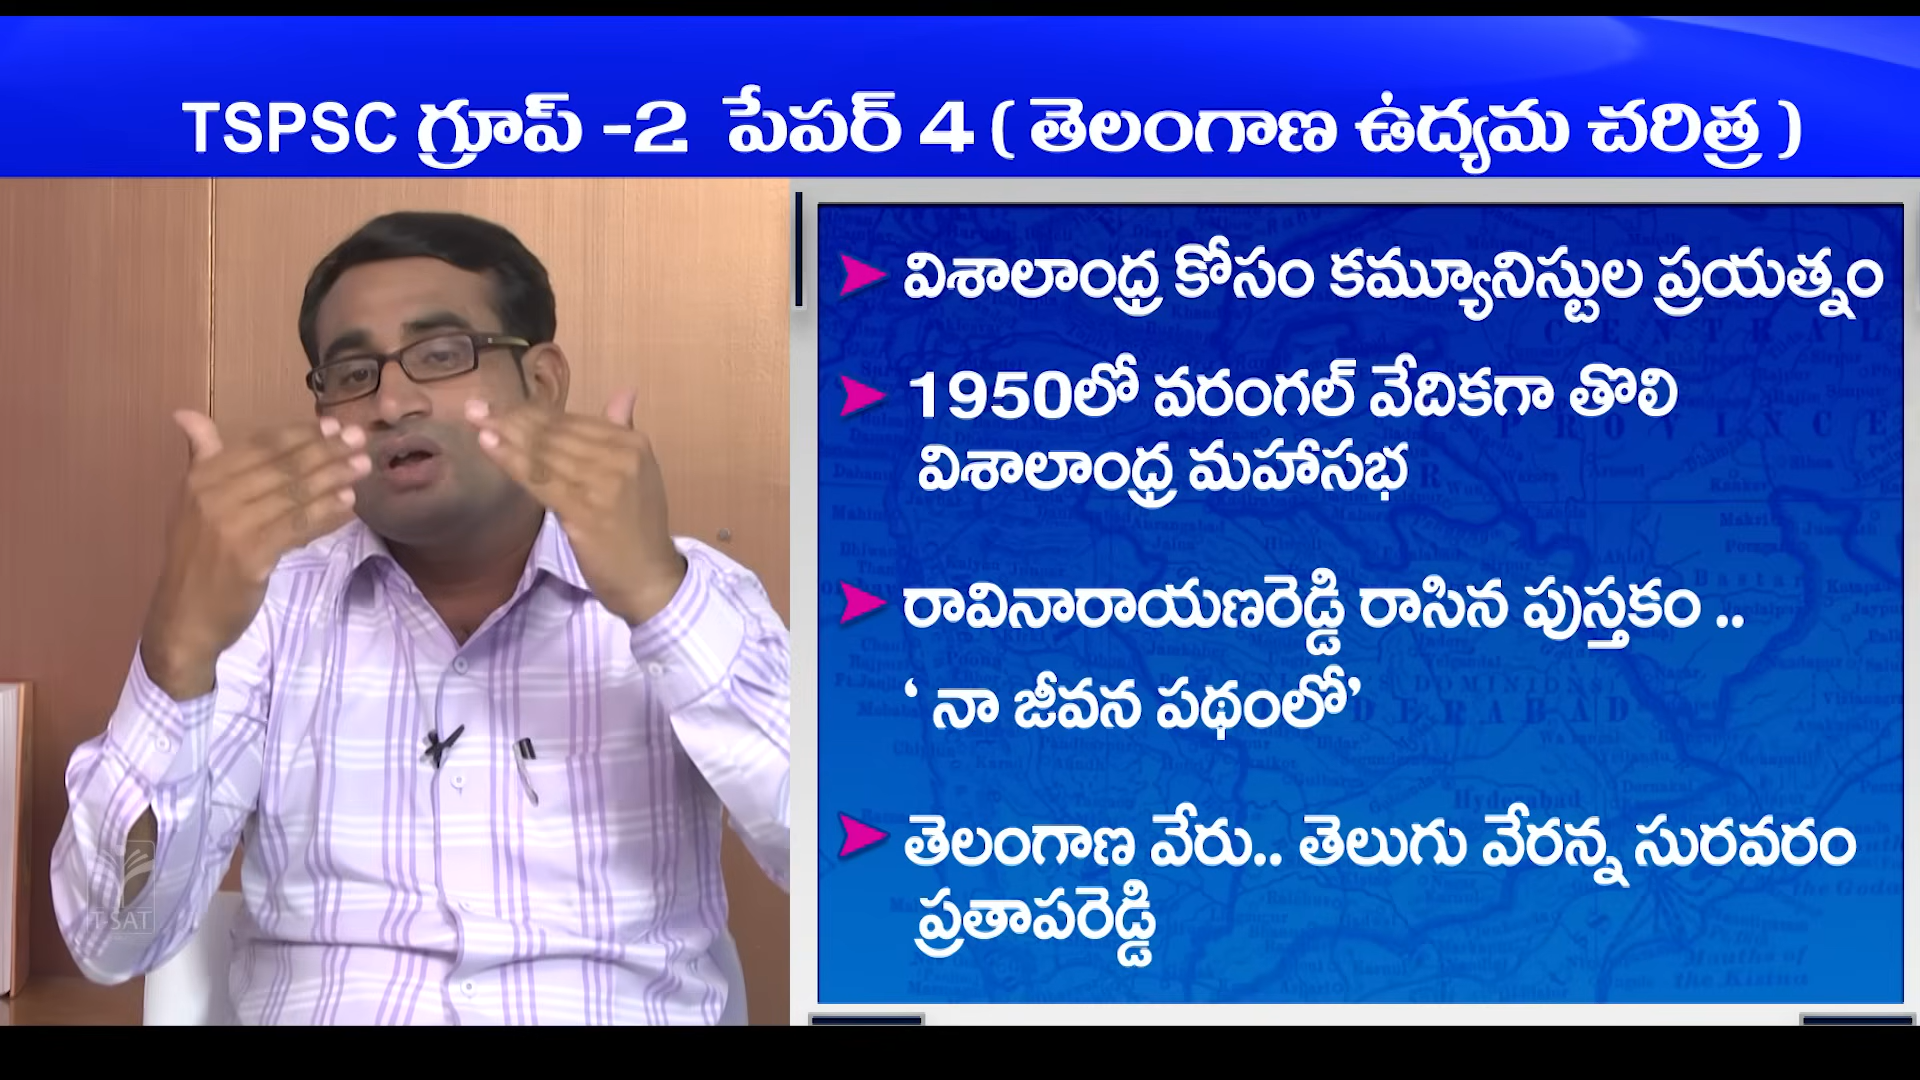 TSPSC గ్రూప్ -2 పేపర్ 4 ( తెలంగాణ ఉద్యమ చరిత్ర )
విశాలాంధ్ర కోసం కమ్యూనిస్టుల ప్రయత్నం
1950లో వరంగల్ వేదికగా తొలి
విశాలాంధ్ర మహాసభ
రావినారాయణరెడ్డి రాసిన పుస్తకం ..
‘ నా జీవన పథంలో’
తెలంగాణ వేరు.. తెలుగు వేరన్న సురవరం
ప్రతాపరెడ్డి
T-SAT